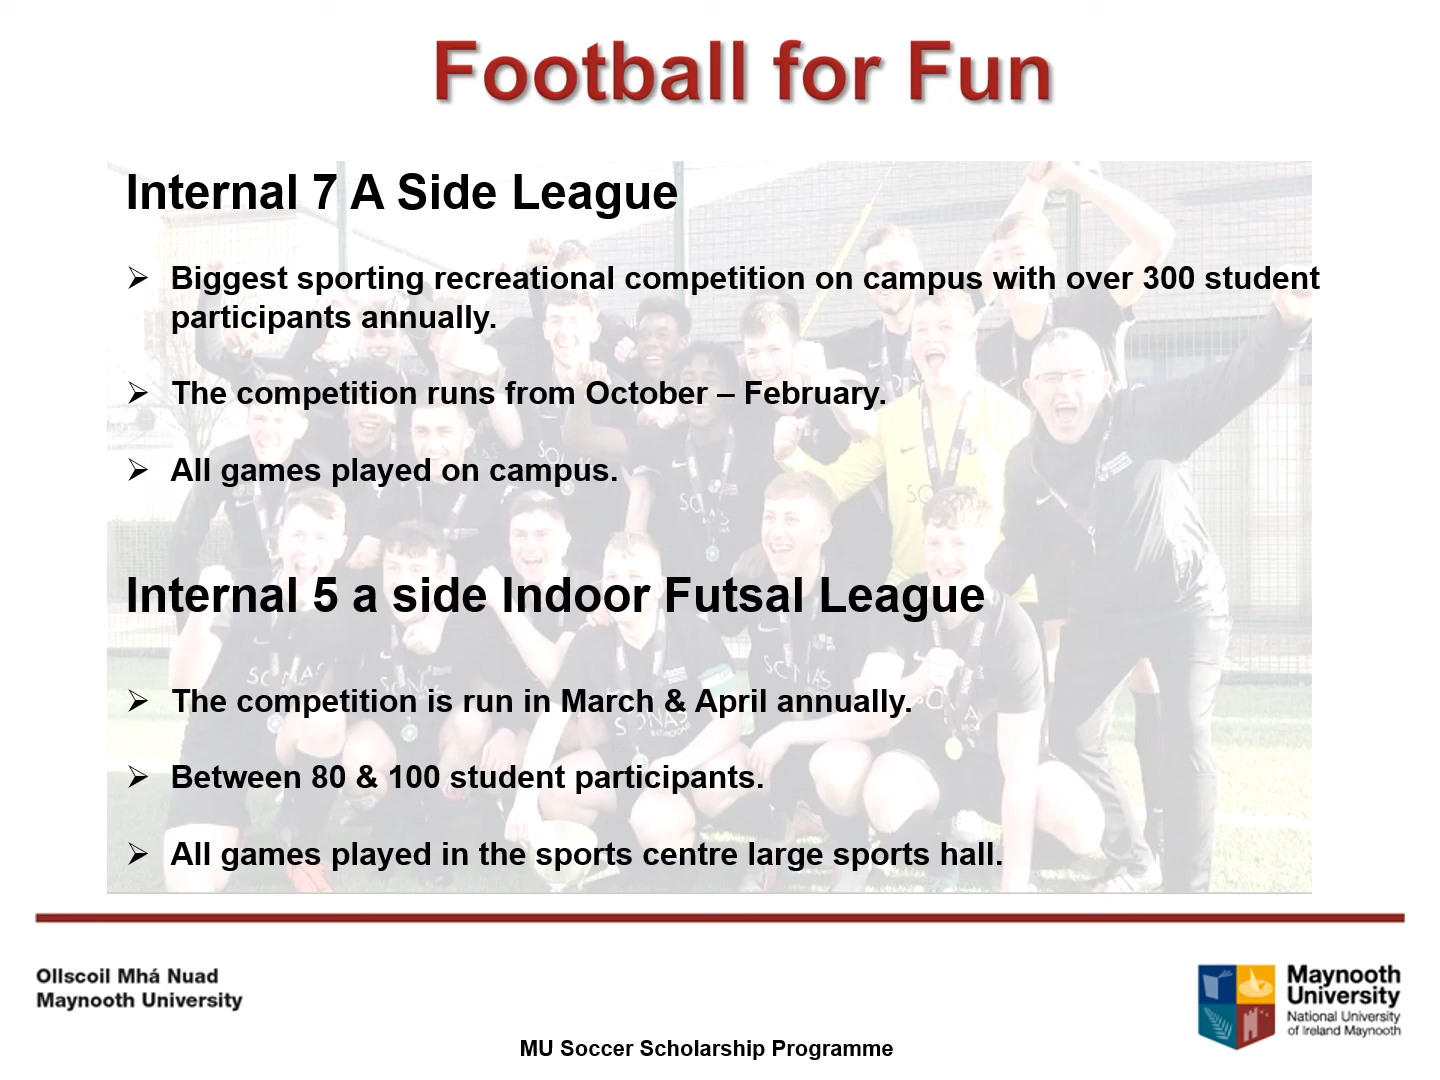 Football for Fun
Internal 7 A Side League
➢ Biggest sporting recreational competition on campus with over 300 student
participants annually.
➢ The competition runs from October – February.
➢ All games played on campus.
Internal 5 a side Indoor Futsal League
➢ The competition is run in March & April annually.
➢ Between 80 & 100 student participants.
➢ All games played in the sports centre large sports hall.
Ollscoil Mhá Nuad
Maynooth University
Maynooth
University
National University
of Ireland Maynooth
MU Soccer Scholarship Programme